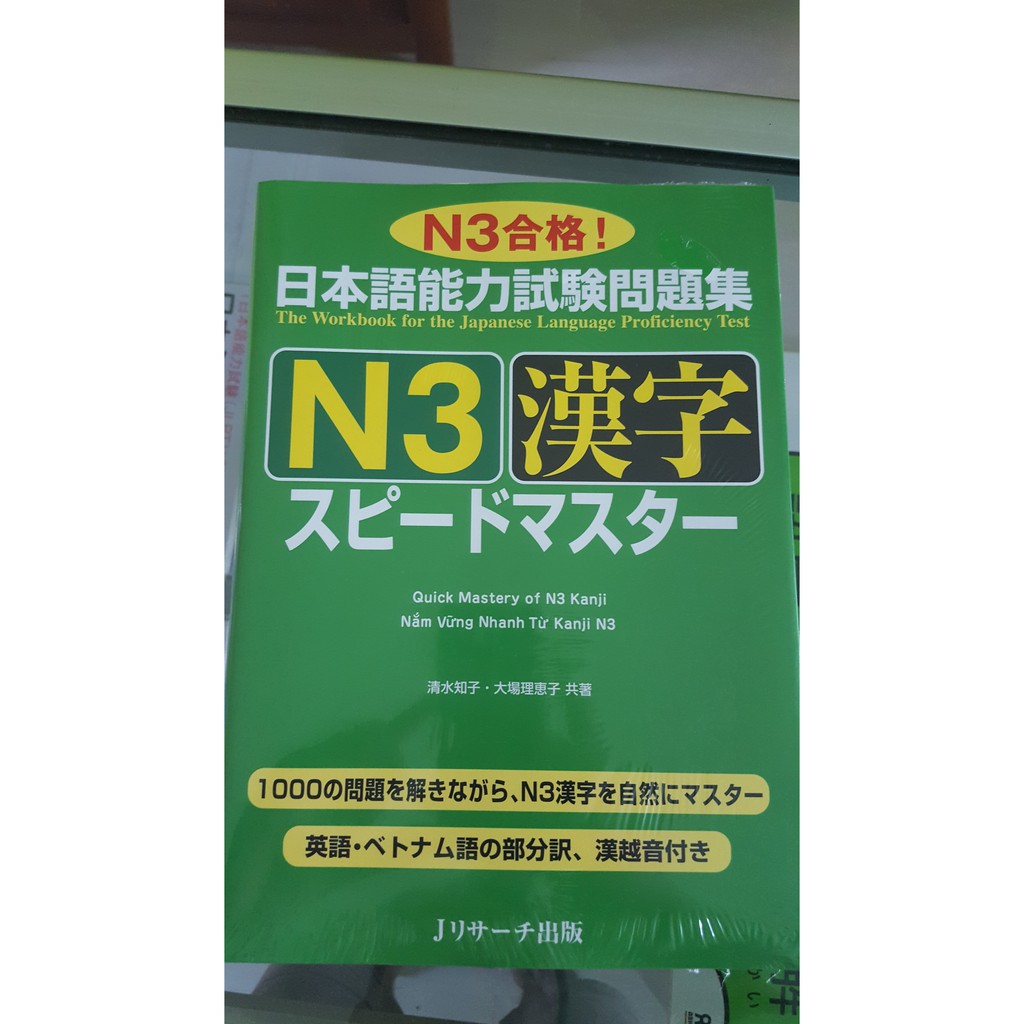 N3合格!
日本語能力試験問題集
The Workbook for the Japanese Language Proficiency Test
N3 漢字
スピードマスター
Quick Mastery of N3 Kanji
Nắm Vững Nhanh Từ Kanji N3
清水知子・大場理恵子 共著
1000の問題を解きながら、N3漢字を自然にマスター
英語・ベトナム語の部分訳、漢越音付き
Jリサーチ出版